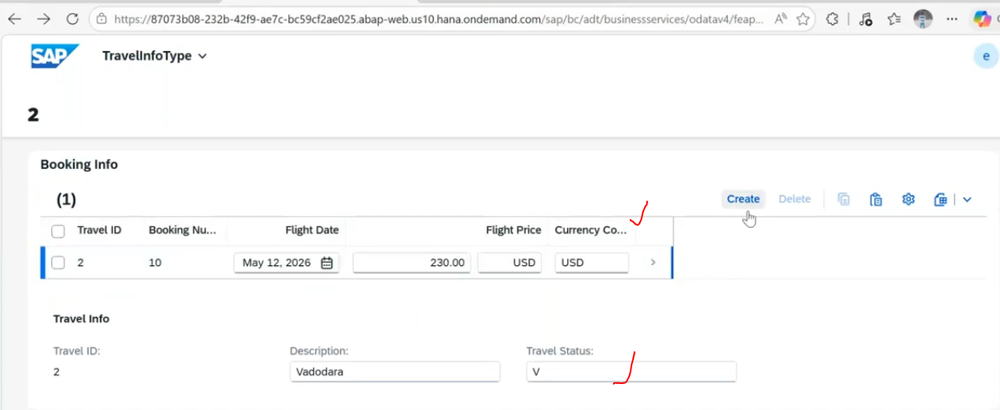 https://87073b08-232b-42f9-ae7c-bc59cf2ae025.abap-web.us10.hana.ondemand.com/sap/bc/adt/businessservices/odatav4/feap...
SAP TravelInfoType e
2
Booking Info
(1) Create Delete
Travel ID Booking Nu... Flight Date Flight Price Currency Co...
2 10 May 12, 2026 230.00 USD USD
Travel Info
Travel ID: Description: Travel Status:
2 Vadodara V